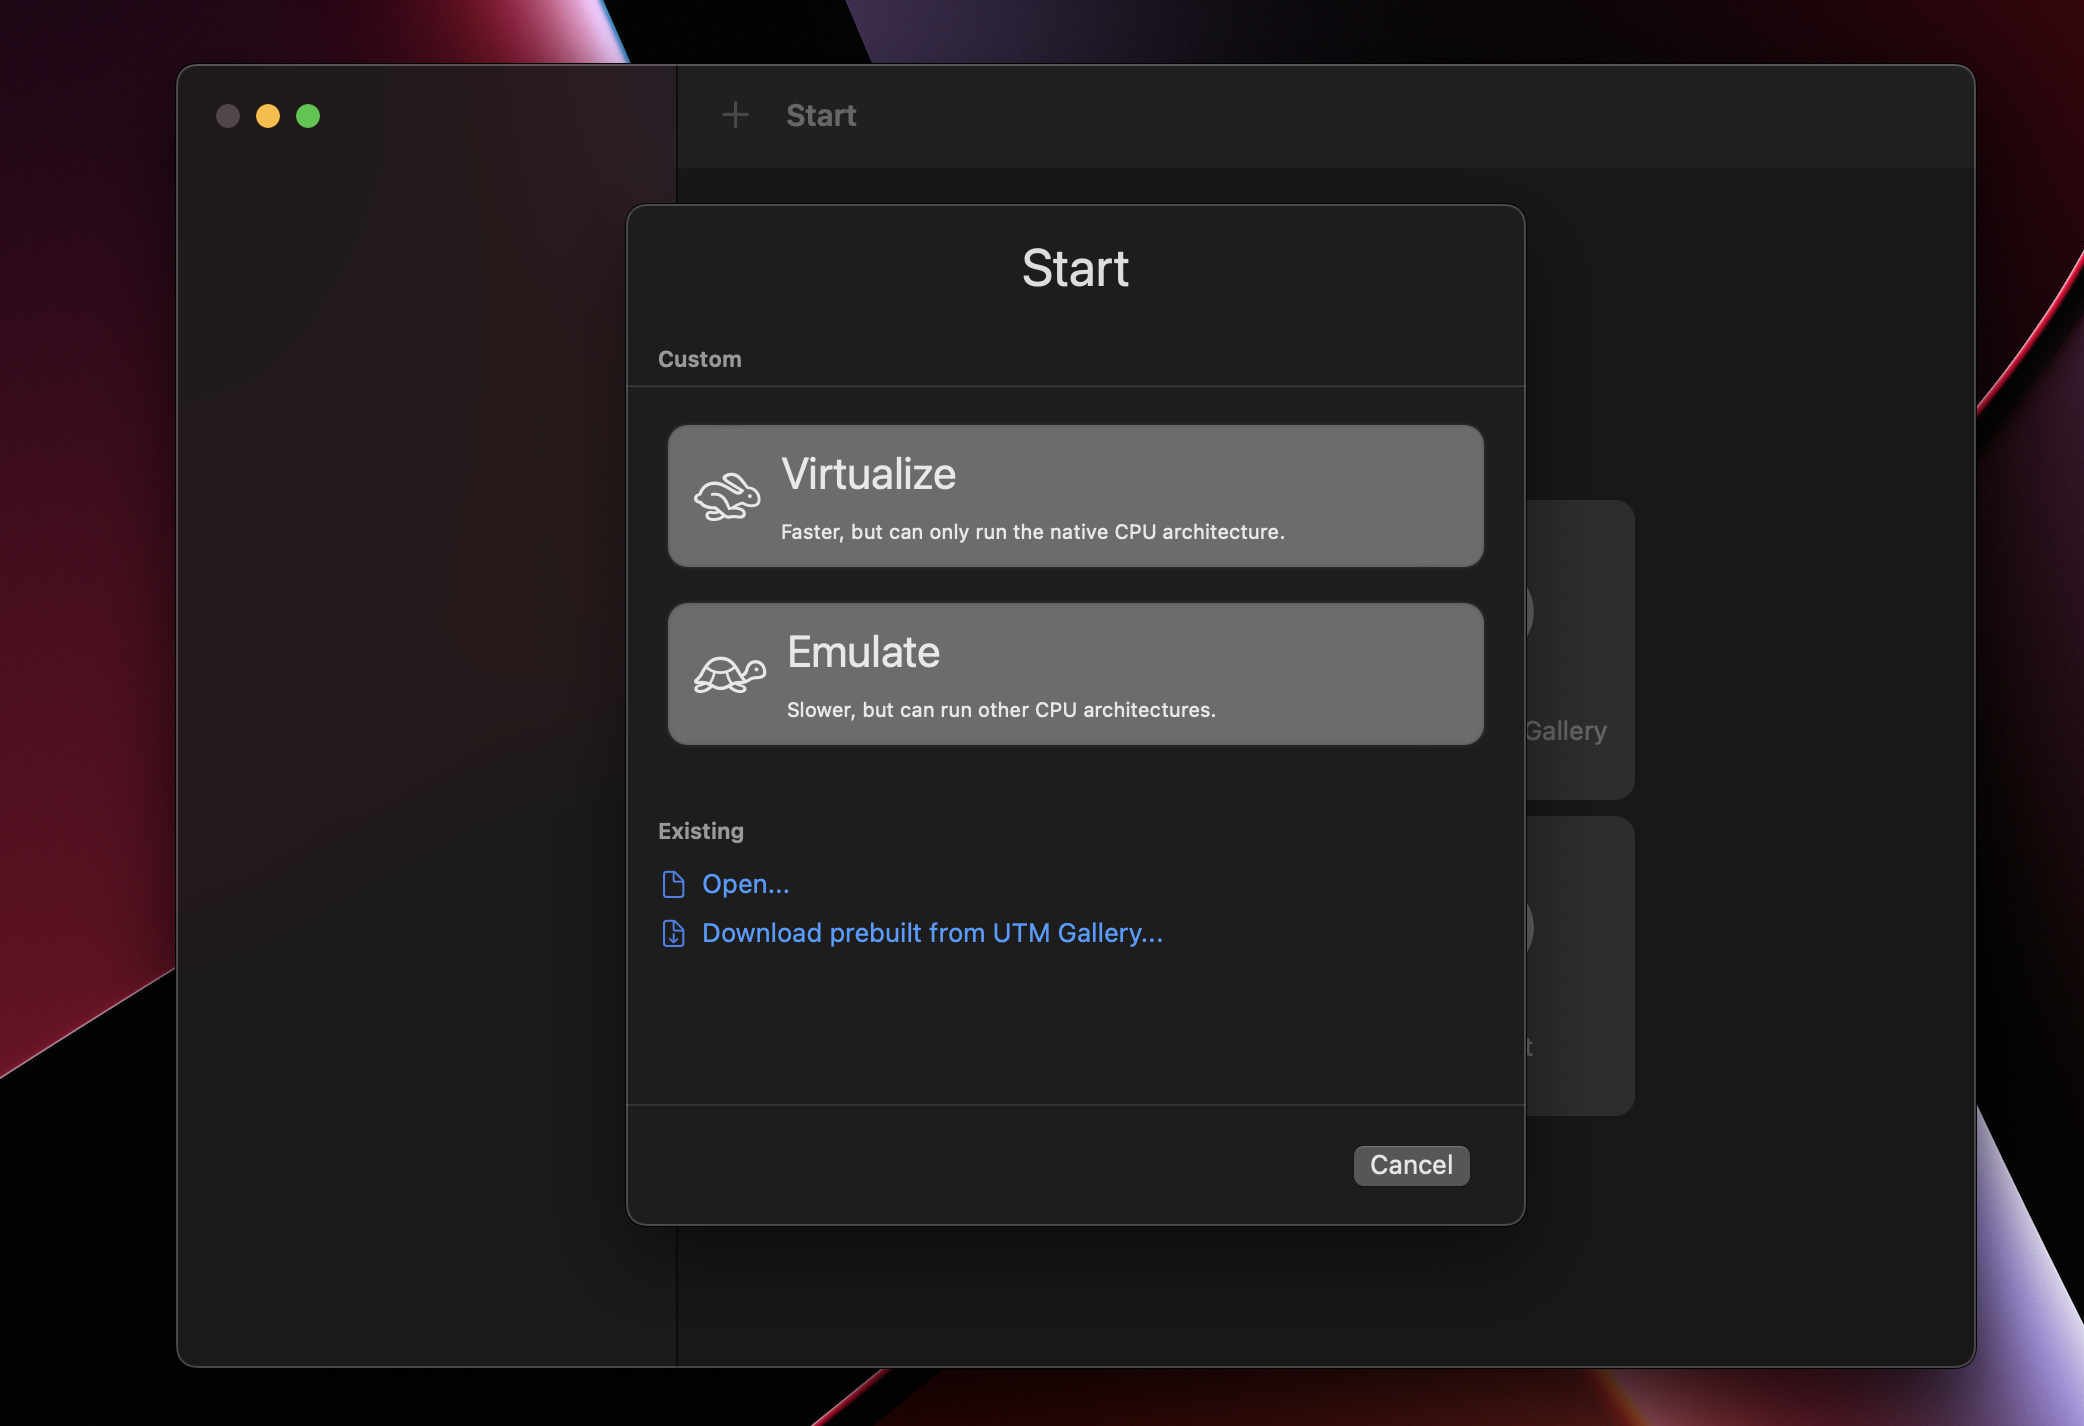 Start
Start
Custom
Virtualize
Faster, but can only run the native CPU architecture.
Emulate
Slower, but can run other CPU architectures.
Gallery
Existing
Open...
Download prebuilt from UTM Gallery...
t
Cancel